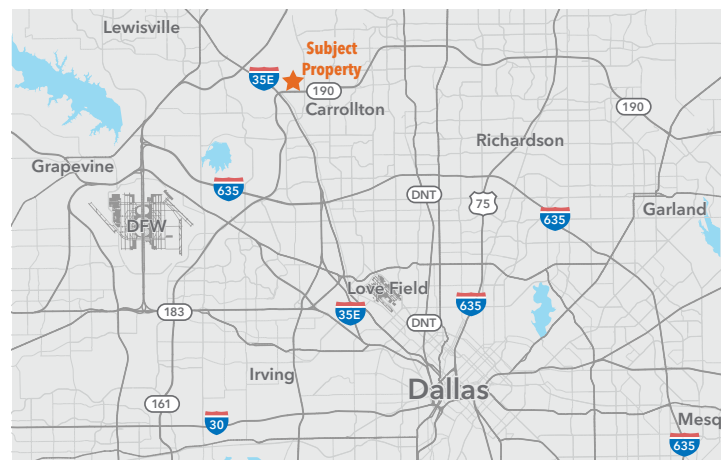 Lewisville
Subject
Property
35E
190
Carrollton
190
Richardson
Grapevine
635
DNT
75
635
Garland
DFW
Love Field
183
35E
635
DNT
Irving
Dallas
161
30
Mesq
635